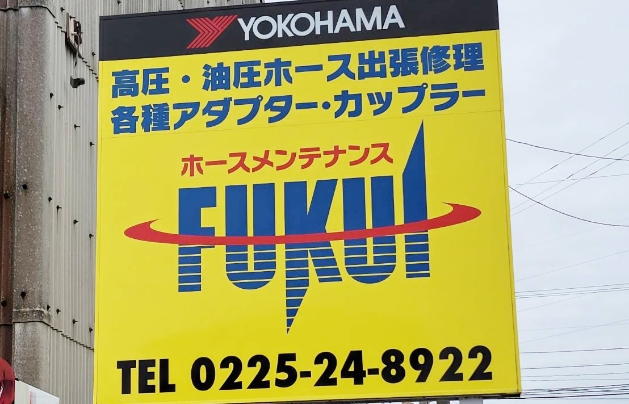 YOKOHAMA
高圧・油圧ホース出張修理
各種アダプター・カップラー
ホースメンテナンス
FUKUI
TEL 0225-24-8922